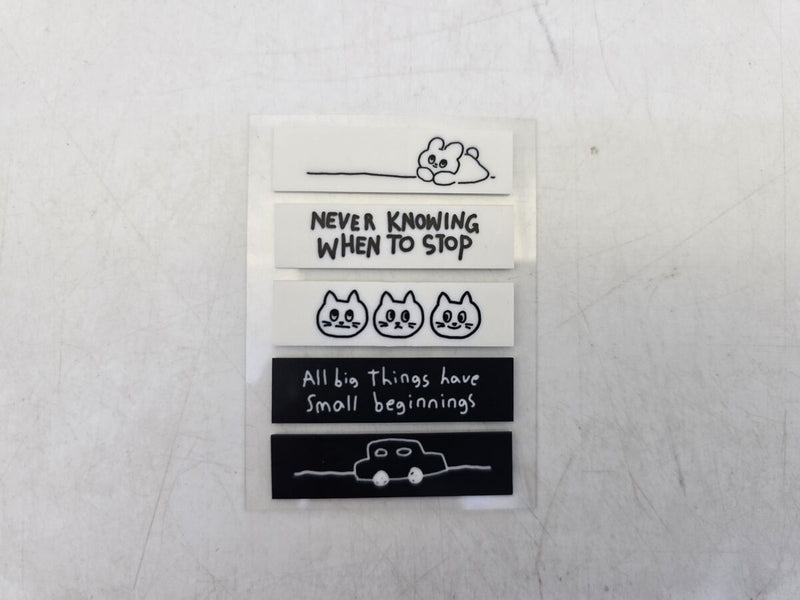 NEVER KNOWING
WHEN TO STOP
All big Things have
Small beginnings